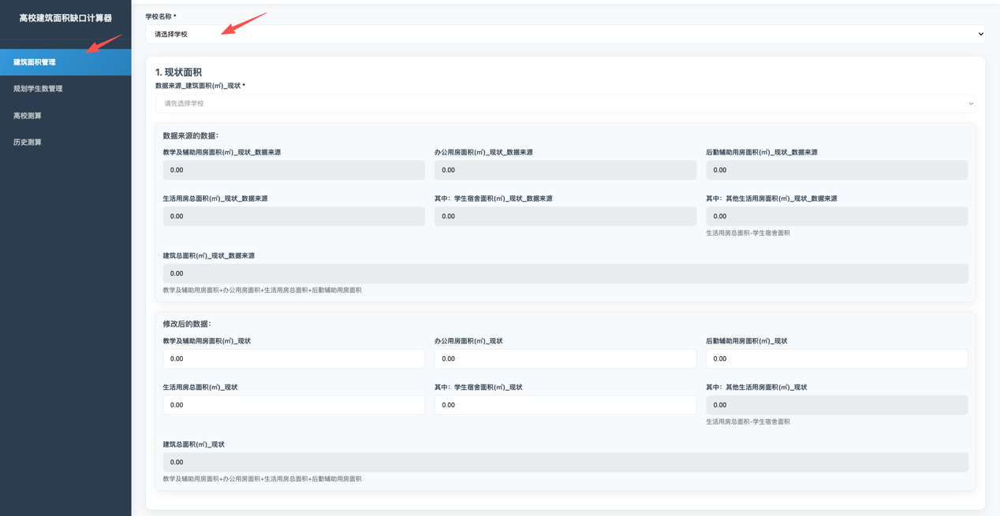 高校建筑面积缺口计算器
建筑面积管理
规划学生数管理
高校测算
历史测算
学校名称 *
请选择学校
1. 现状面积
数据来源_建筑面积(㎡)_现状 *
请先选择学校
数据来源的数据:
教学及辅助用房面积(㎡)_现状_数据来源
办公用房面积(㎡)_现状_数据来源
后勤辅助用房面积(㎡)_现状_数据来源
0.00
0.00
0.00
生活用房总面积(㎡)_现状_数据来源
其中: 学生宿舍面积(㎡)_现状_数据来源
其中: 其他生活用房面积(㎡)_现状_数据来源
0.00
0.00
0.00
生活用房总面积-学生宿舍面积
建筑总面积(㎡)_现状_数据来源
0.00
教学及辅助用房面积+办公用房面积+生活用房总面积+后勤辅助用房面积
修改后的数据:
教学及辅助用房面积(㎡)_现状
办公用房面积(㎡)_现状
后勤辅助用房面积(㎡)_现状
0.00
0.00
0.00
生活用房总面积(㎡)_现状
其中: 学生宿舍面积(㎡)_现状
其中: 其他生活用房面积(㎡)_现状
0.00
0.00
0.00
生活用房总面积-学生宿舍面积
建筑总面积(㎡)_现状
0.00
教学及辅助用房面积+办公用房面积+生活用房总面积+后勤辅助用房面积